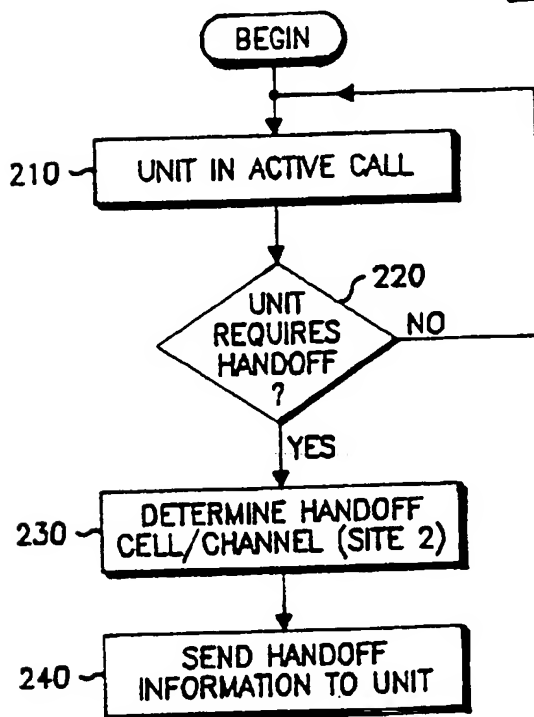 BEGIN
210
UNIT IN ACTIVE CALL
220
UNIT
REQUIRES
HANDOFF
?
NO
YES
230
DETERMINE HANDOFF
CELL/CHANNEL (SITE 2)
240
SEND HANDOFF
INFORMATION TO UNIT